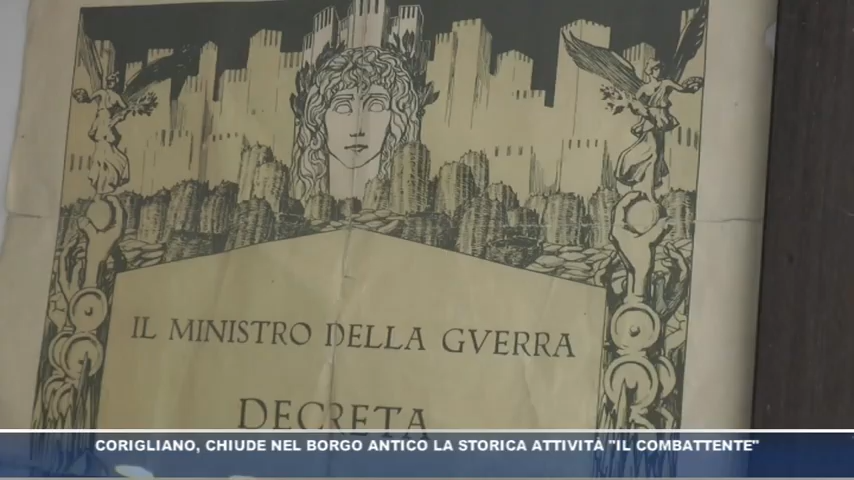 IL MINISTRO DELLA GVERRA
DECRETA
CORIGLIANO, CHIUDE NEL BORGO ANTICO LA STORICA ATTIVITÀ "IL COMBATTENTE"